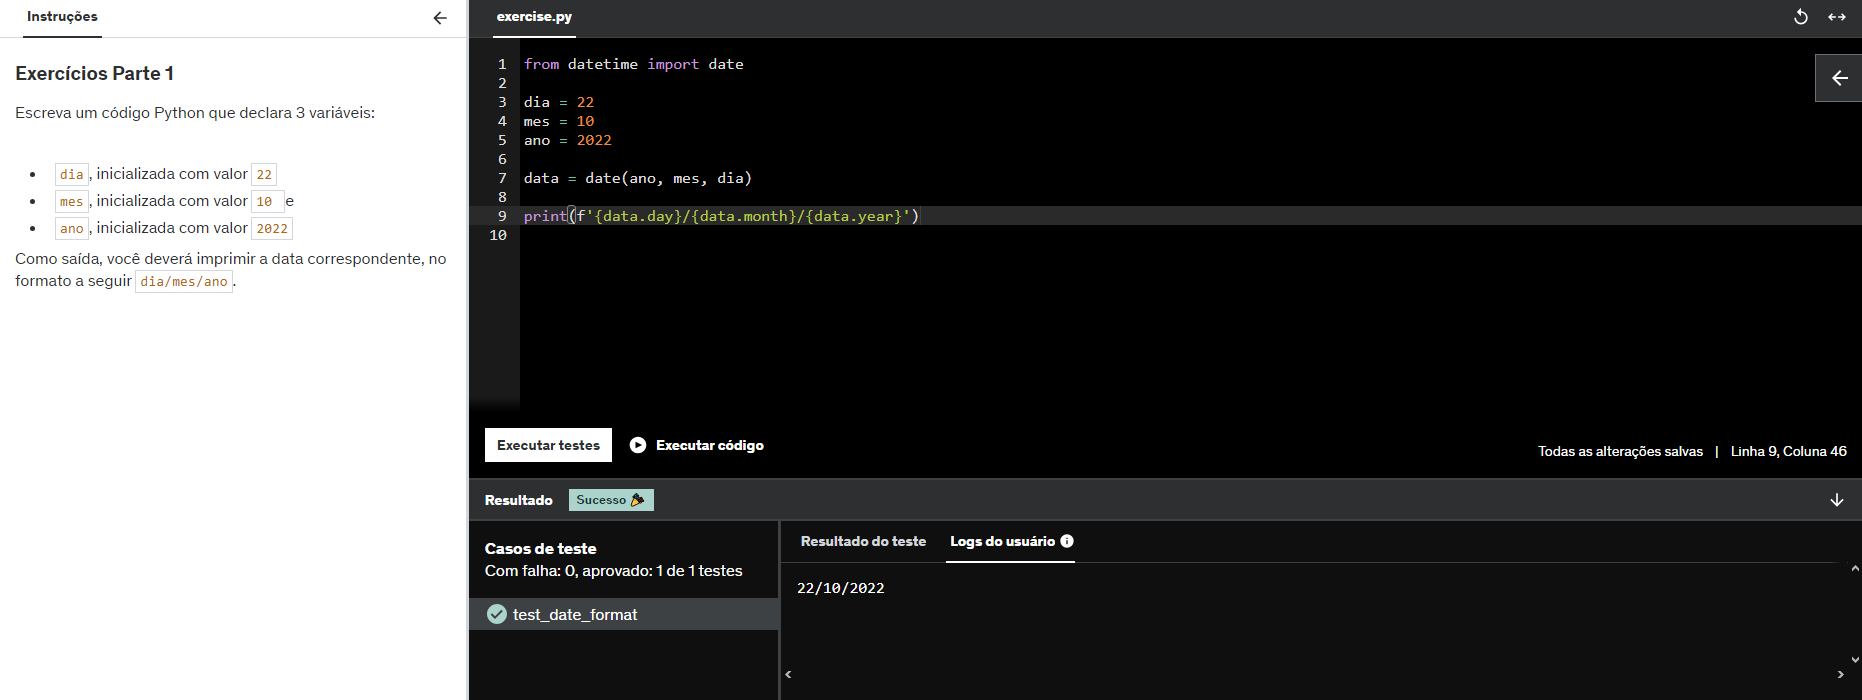 Instruções
Exercícios Parte 1
Escreva um código Python que declara 3 variáveis:
dia, inicializada com valor 22
mes, inicializada com valor 10 e
ano, inicializada com valor 2022
Como saída, você deverá imprimir a data correspondente, no
formato a seguir dia/mes/ano.
exercise.py
1 from datetime import date
2
3 dia = 22
4 mes = 10
5 ano = 2022
6
7 data = date(ano, mes, dia)
8
9 print(f'{data.day}/{data.month}/{data.year}')
10
Executar testes Executar código
Todas as alterações salvas | Linha 9, Coluna 46
Resultado Sucesso
Casos de teste
Com falha: 0, aprovado: 1 de 1 testes
test_date_format
Resultado do teste Logs do usuário
22/10/2022